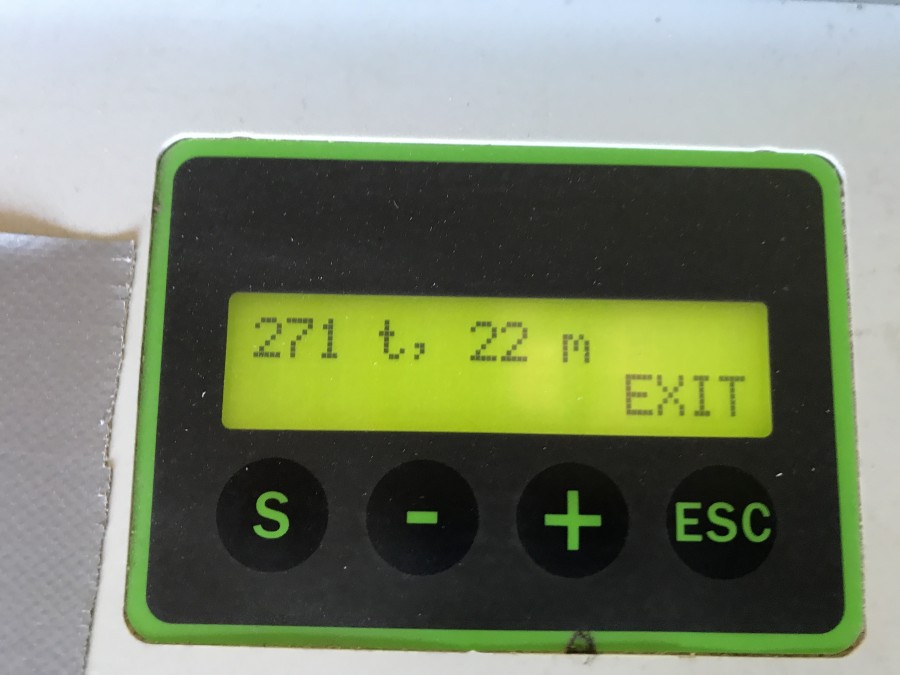 271 t, 22 m
EXIT
S - + ESC